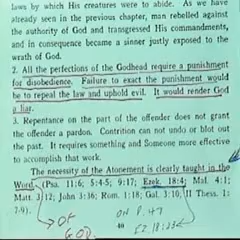 laws by which His creatures were to abide. As we have
already seen in the previous chapter, man rebelled against
the authority of God and transgressed His commandments,
and in consequence became a sinner justly exposed to the
wrath of God.
2. All the perfections of the Godhead require a punishment
for disobedience. Failure to exact the punishment would
be to repeal the law and uphold evil. It would render God
a liar.
3. Repentance on the part of the offender does not grant
the offender a pardon. Contrition can not undo or blot out
the past. It requires something and Someone more effective
to accomplish that work.
The necessity of the Atonement is clearly taught in the
Word. (Psa. 11:6; 5:4-5; 9:17; Ezek. 18:4; Mal. 4:1;
Matt. 3:12; John 3:36; Rom. 1:18; Gal. 3:10; II Thess. 1:
7-9).
40
OF
GOD
ON P. 47
EZ. 18: